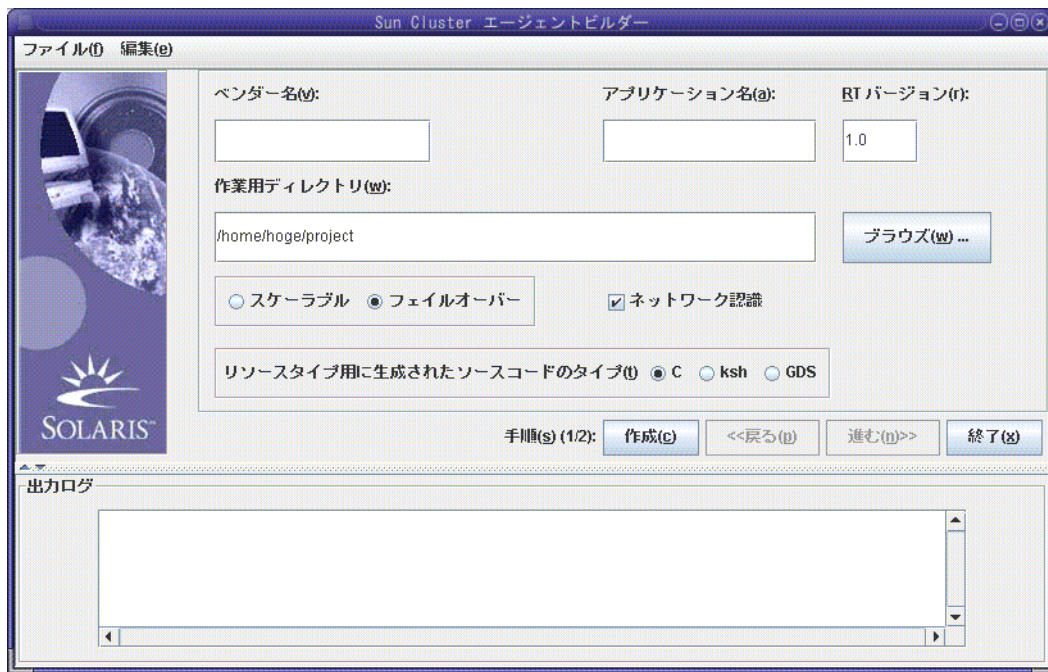 Sun Cluster エージェントビルダー
ファイル(f) 編集(e)
ベンダー名(v): アプリケーション名(a): RT バージョン(r):
1.0
作業用ディレクトリ(w):
/home/hoge/project ブラウズ(w) ...
スケーラブル フェイルオーバー ネットワーク認識
リソースタイプ用に生成されたソースコードのタイプ(t) C ksh GDS
SOLARIS™
手順(s) (1/2): 作成(c) <<戻る(p) 進む(n)>> 終了(x)
出力ログ